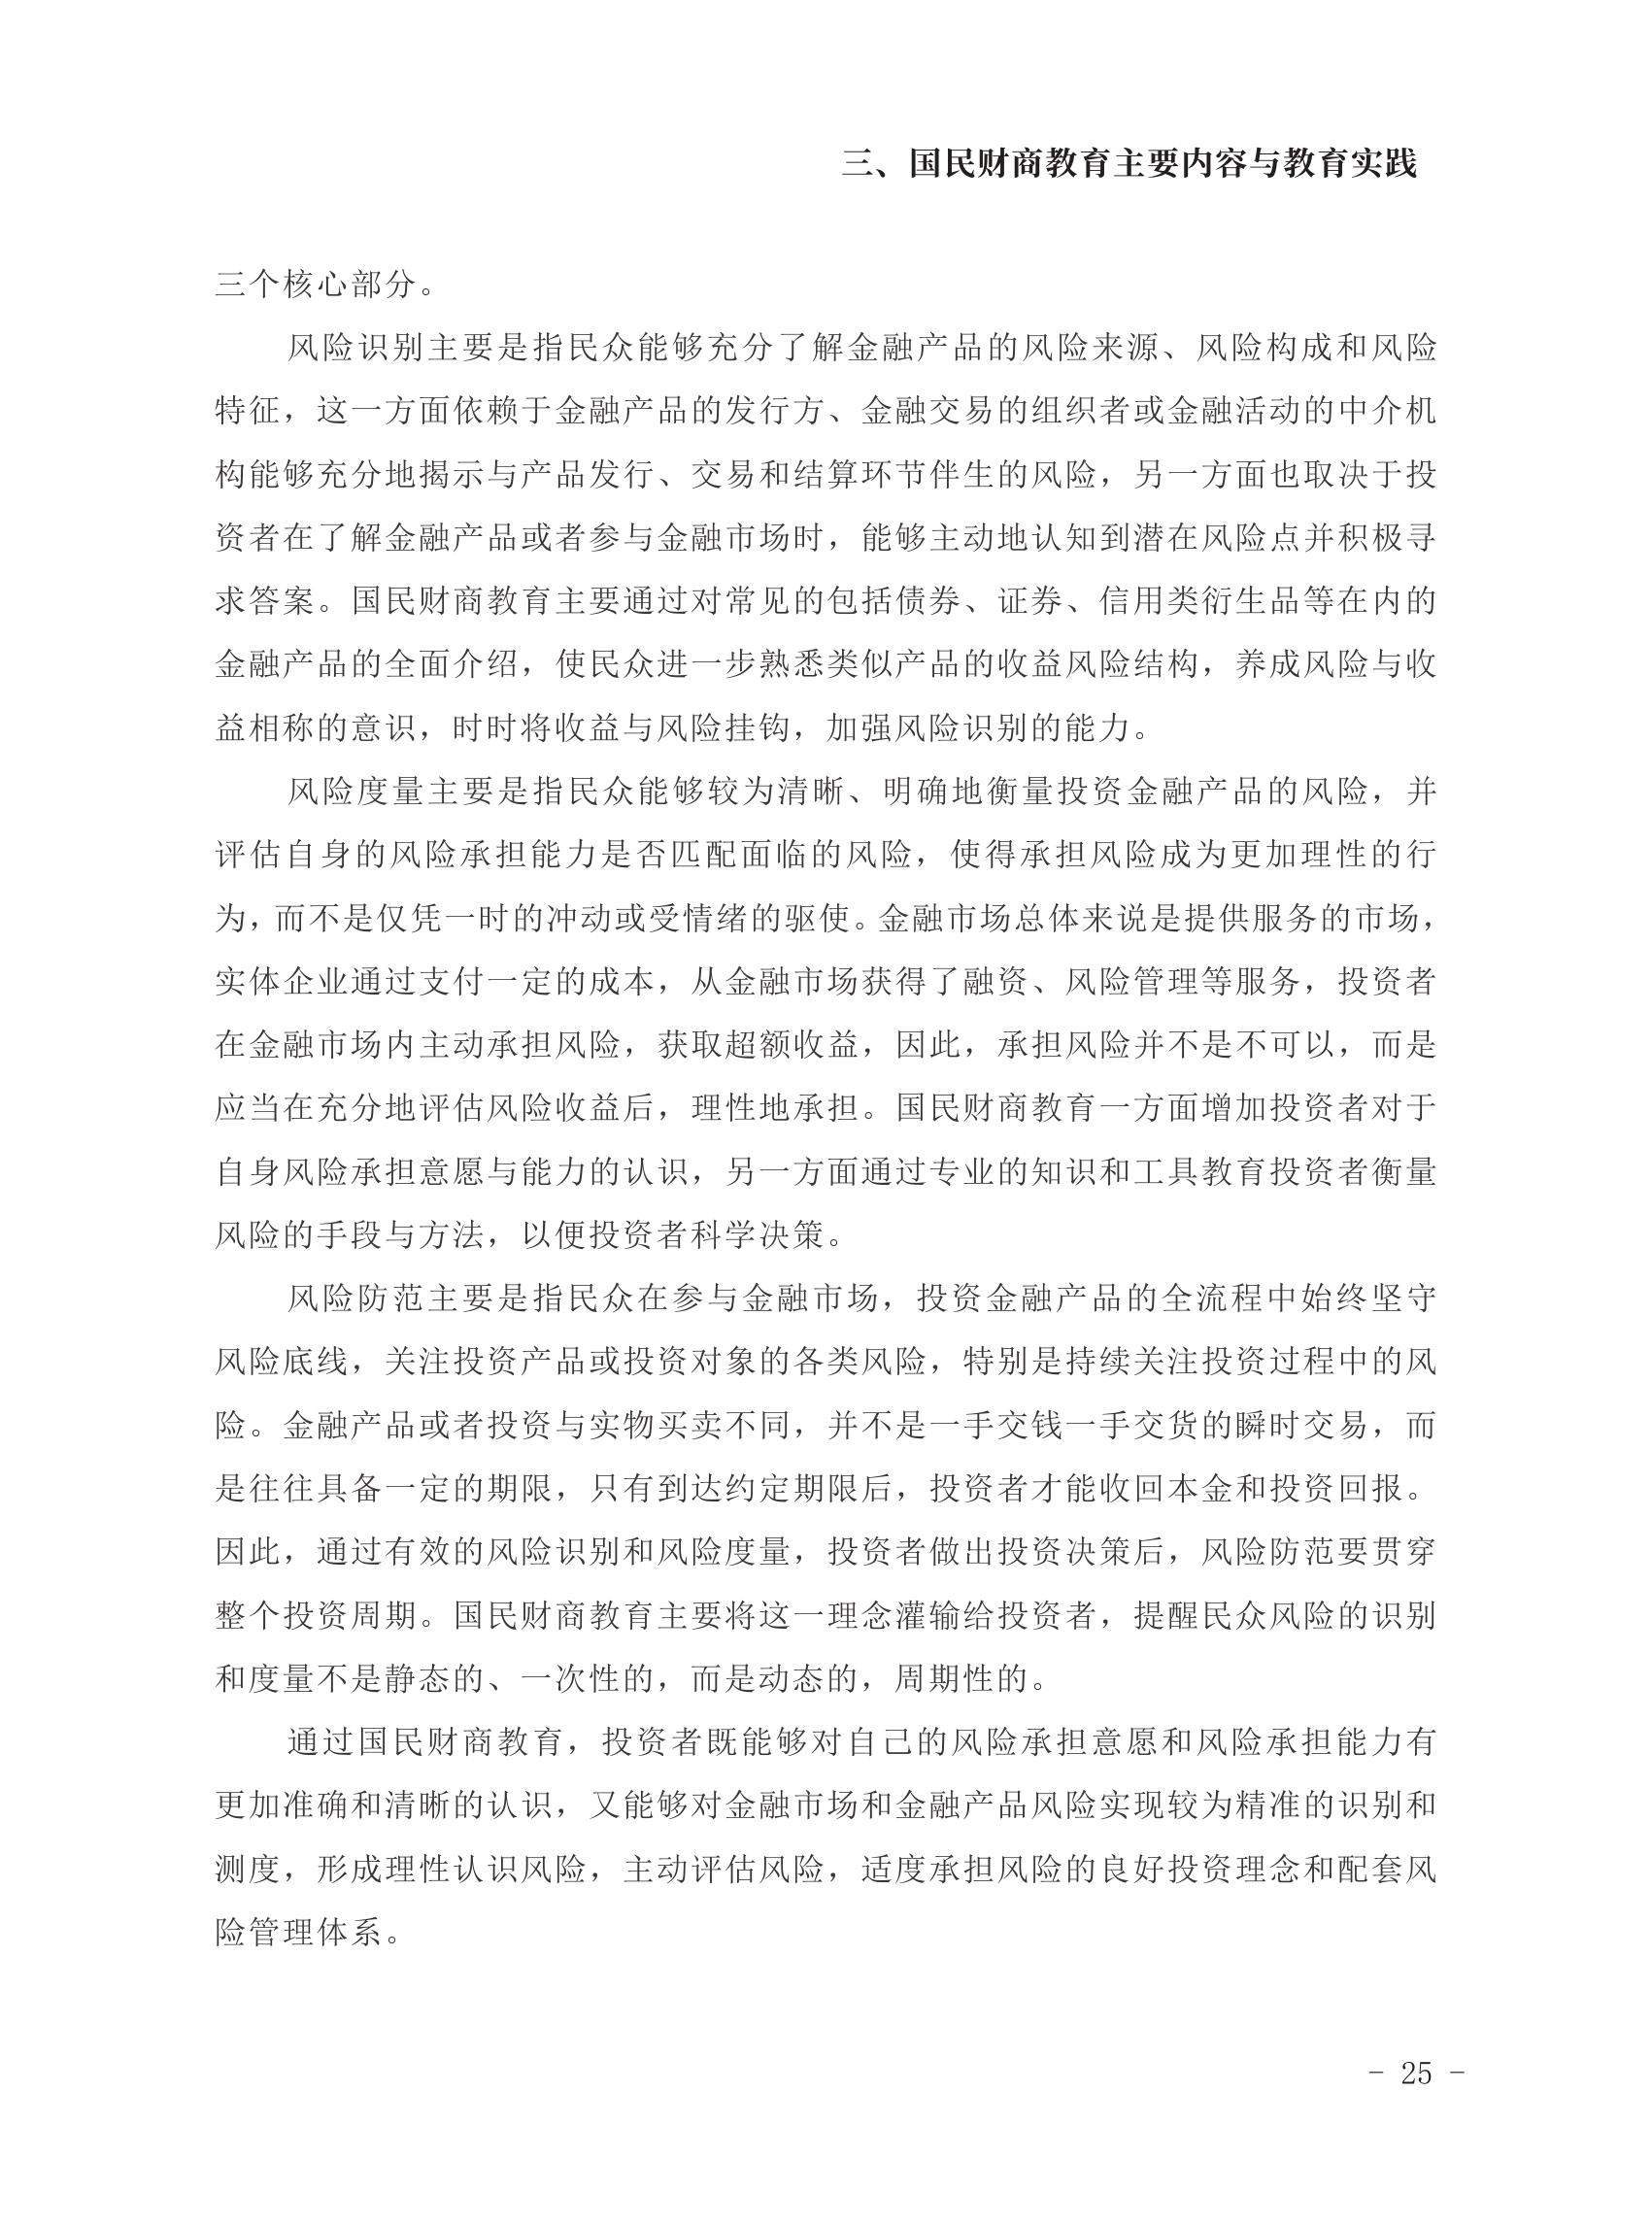 三、国民财商教育主要内容与教育实践
三个核心部分。
风险识别主要是指民众能够充分了解金融产品的风险来源、风险构成和风险
特征，这一方面依赖于金融产品的发行方、金融交易的组织者或金融活动的中介机
构能够充分地揭示与产品发行、交易和结算环节伴生的风险，另一方面也取决于投
资者在了解金融产品或者参与金融市场时，能够主动地认知到潜在风险点并积极寻
求答案。国民财商教育主要通过对常见的包括债券、证券、信用类衍生品等在内的
金融产品的全面介绍，使民众进一步熟悉类似产品的收益风险结构，养成风险与收
益相称的意识，时时将收益与风险挂钩，加强风险识别的能力。
风险度量主要是指民众能够较为清晰、明确地衡量投资金融产品的风险，并
评估自身的风险承担能力是否匹配面临的风险，使得承担风险成为更加理性的行
为，而不是仅凭一时的冲动或受情绪的驱使。金融市场总体来说是提供服务的市场，
实体企业通过支付一定的成本，从金融市场获得了融资、风险管理等服务，投资者
在金融市场内主动承担风险，获取超额收益，因此，承担风险并不是不可以，而是
应当在充分地评估风险收益后，理性地承担。国民财商教育一方面增加投资者对于
自身风险承担意愿与能力的认识，另一方面通过专业的知识和工具教育投资者衡量
风险的手段与方法，以便投资者科学决策。
风险防范主要是指民众在参与金融市场，投资金融产品的全流程中始终坚守
风险底线，关注投资产品或投资对象的各类风险，特别是持续关注投资过程中的风
险。金融产品或者投资与实物买卖不同，并不是一手交钱一手交货的瞬时交易，而
是往往具备一定的期限，只有到达约定期限后，投资者才能收回本金和投资回报。
因此，通过有效的风险识别和风险度量，投资者做出投资决策后，风险防范要贯穿
整个投资周期。国民财商教育主要将这一理念灌输给投资者，提醒民众风险的识别
和度量不是静态的、一次性的，而是动态的，周期性的。
通过国民财商教育，投资者既能够对自己的风险承担意愿和风险承担能力有
更加准确和清晰的认识，又能够对金融市场和金融产品风险实现较为精准的识别和
测度，形成理性认识风险，主动评估风险，适度承担风险的良好投资理念和配套风
险管理体系。
- 25 -